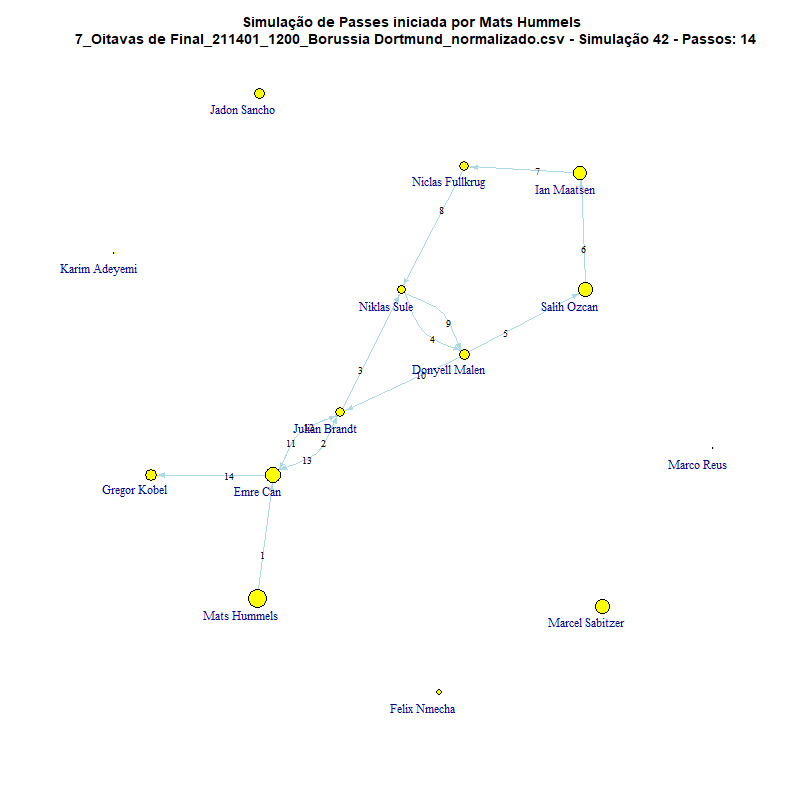 Simulação de Passes iniciada por Mats Hummels
7_Oitavas de Final_211401_1200_Borussia Dortmund_normalizado.csv - Simulação 42 - Passos: 14
Jadon Sancho
7
Niclas Fullkrug
Ian Maatsen
8
6
Karim Adeyemi
Niklas Sule
Salih Ozcan
9
4
5
3
Donyell Malen
10
Julian Brandt
12
11
2
13
Marco Reus
14
Gregor Kobel
Emre Can
1
Mats Hummels
Marcel Sabitzer
Felix Nmecha